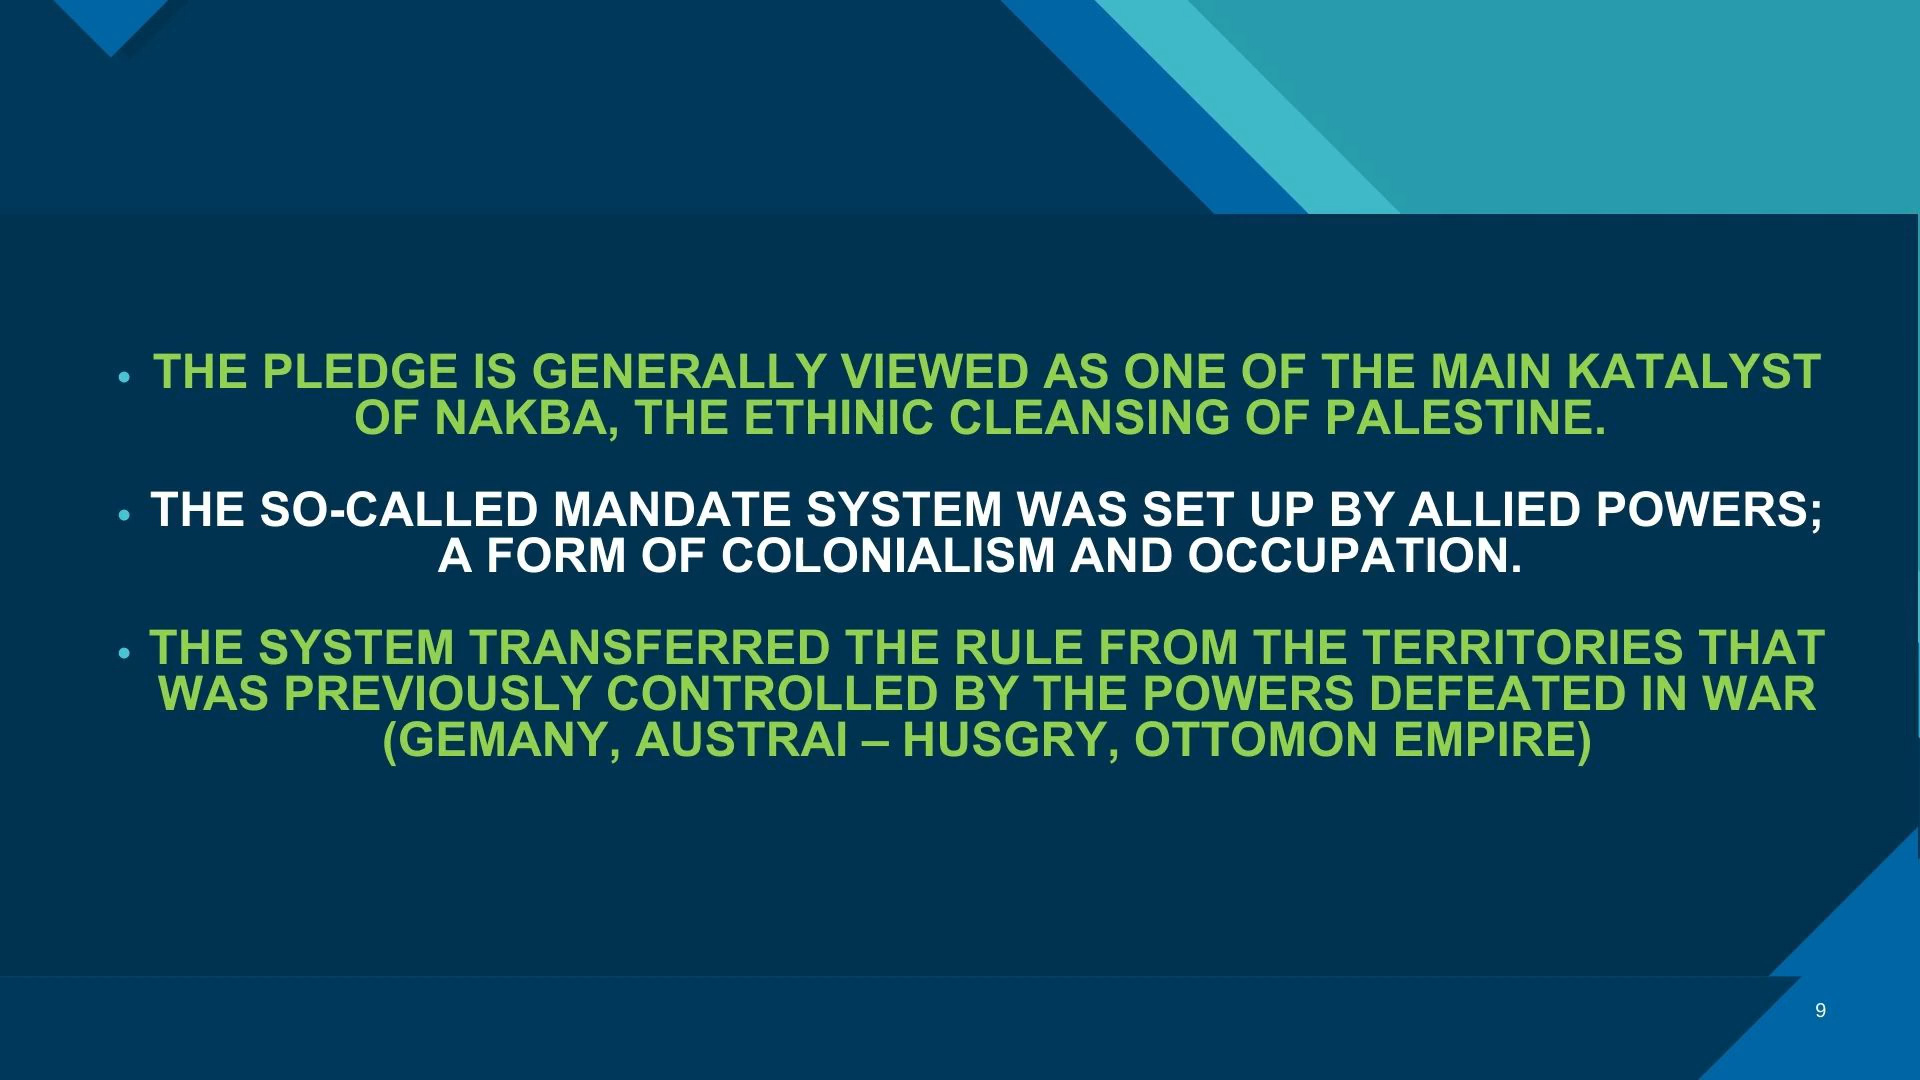 • THE PLEDGE IS GENERALLY VIEWED AS ONE OF THE MAIN KATALYST
OF NAKBA, THE ETHINIC CLEANSING OF PALESTINE.
• THE SO-CALLED MANDATE SYSTEM WAS SET UP BY ALLIED POWERS;
A FORM OF COLONIALISM AND OCCUPATION.
• THE SYSTEM TRANSFERRED THE RULE FROM THE TERRITORIES THAT
WAS PREVIOUSLY CONTROLLED BY THE POWERS DEFEATED IN WAR
(GEMANY, AUSTRAI – HUSGRY, OTTOMON EMPIRE)
9